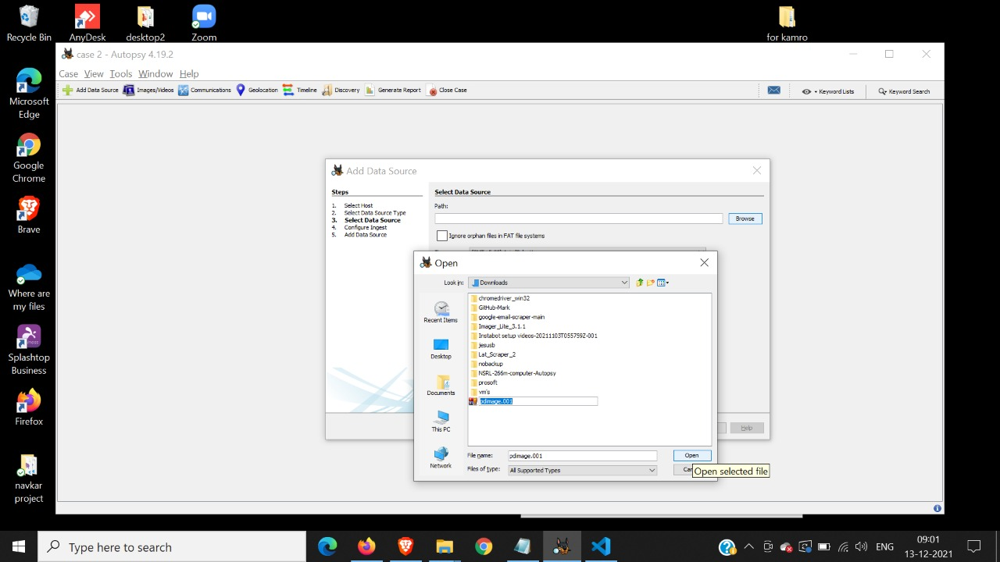 Recycle Bin
AnyDesk
desktop2
Zoom
for kamro
Microsoft
Edge
Google
Chrome
Brave
Where are
my files
Splashtop
Business
Firefox
navkar
project
case 2 - Autopsy 4.19.2
Case View Tools Window Help
Add Data Source Images/Videos Communications Geolocation Timeline Discovery Generate Report Close Case Keyword Lists Keyword Search
Add Data Source
Steps
1. Select Host
2. Select Data Source Type
3. Select Data Source
4. Configure Ingest
5. Add Data Source
Select Data Source
Path:
Browse
Ignore orphan files in FAT file systems
Help
Open
Look in: Downloads
Recent Items
Desktop
Documents
This PC
Network
chromedriver_win32
GitHub-Mark
google-email-scraper-main
Imager_Lite_3.1.1
Instabot setup videos-20211103T055759Z-001
jesusb
Lat_Scraper_2
nobackup
NSRL-266m-computer-Autopsy
prosoft
vm's
pdimage.001
File name: pdimage.001 Open
Files of type: All Supported Types
Open selected file
Type here to search
ENG
09:01
13-12-2021